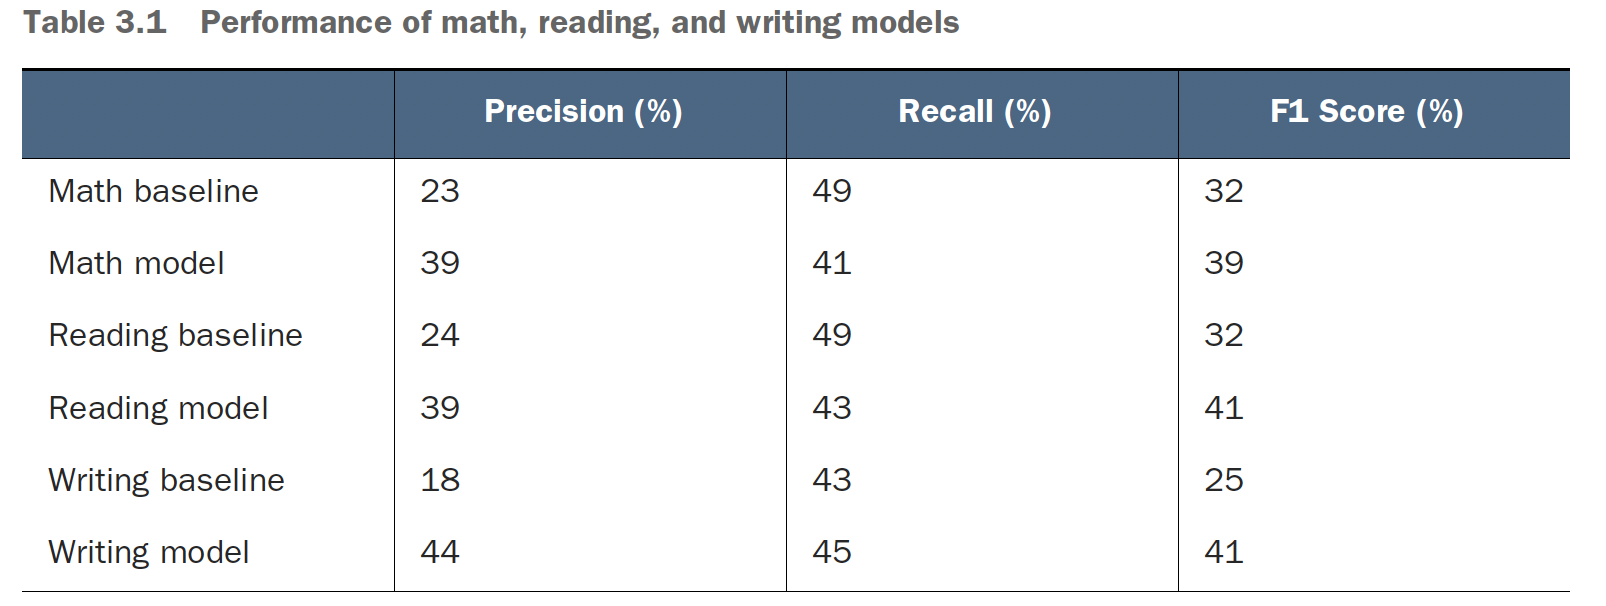 Table 3.1 Performance of math, reading, and writing models
Precision (%) Recall (%) F1 Score (%)
Math baseline 23 49 32
Math model 39 41 39
Reading baseline 24 49 32
Reading model 39 43 41
Writing baseline 18 43 25
Writing model 44 45 41